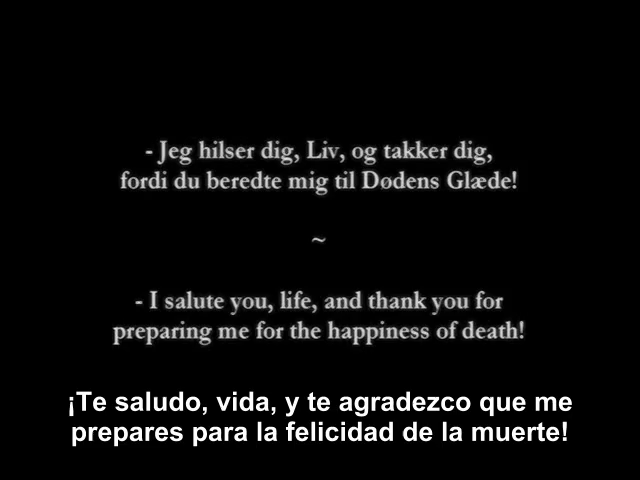 - Jeg hilser dig, Liv, og takker dig,
fordi du beredte mig til Dødens Glæde!
~
- I salute you, life, and thank you for
preparing me for the happiness of death!
¡Te saludo, vida, y te agradezco que me
prepares para la felicidad de la muerte!